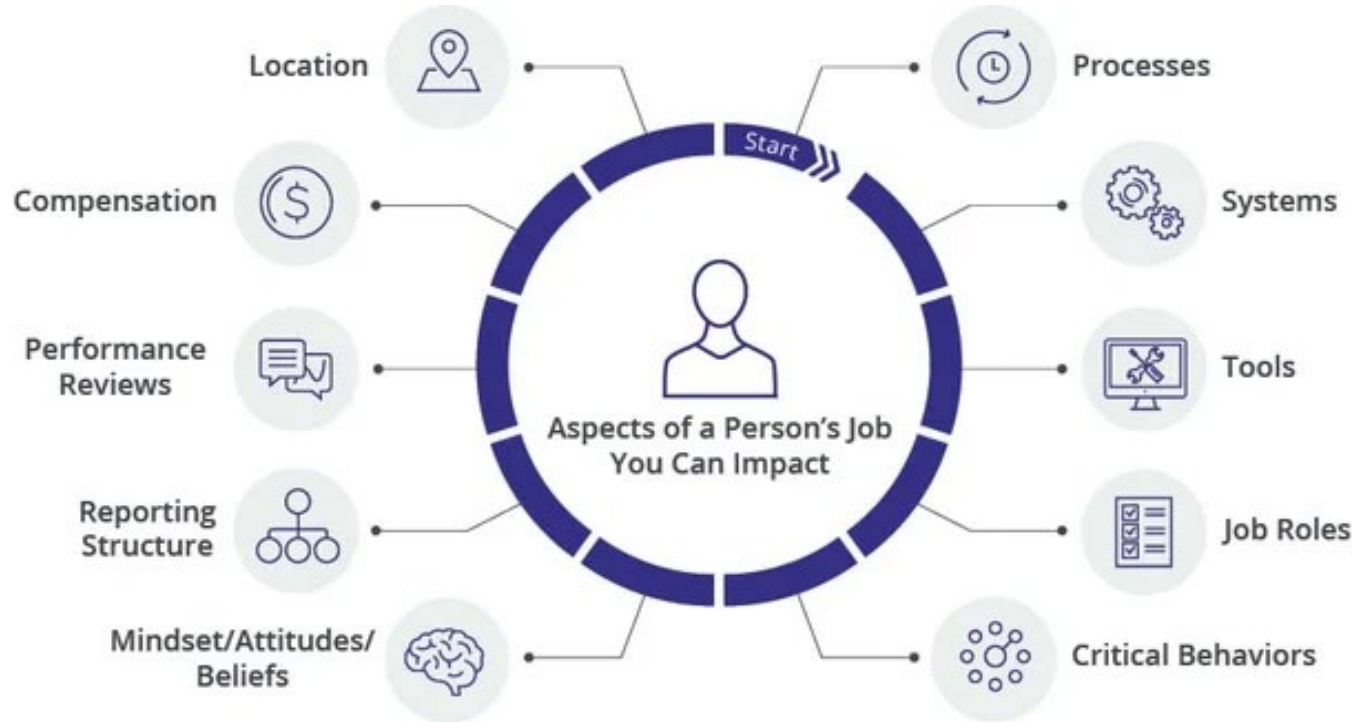 Start
Processes
Systems
Tools
Job Roles
Critical Behaviors
Mindset/Attitudes/
Beliefs
Reporting
Structure
Performance
Reviews
Compensation
Location
Aspects of a Person's Job
You Can Impact